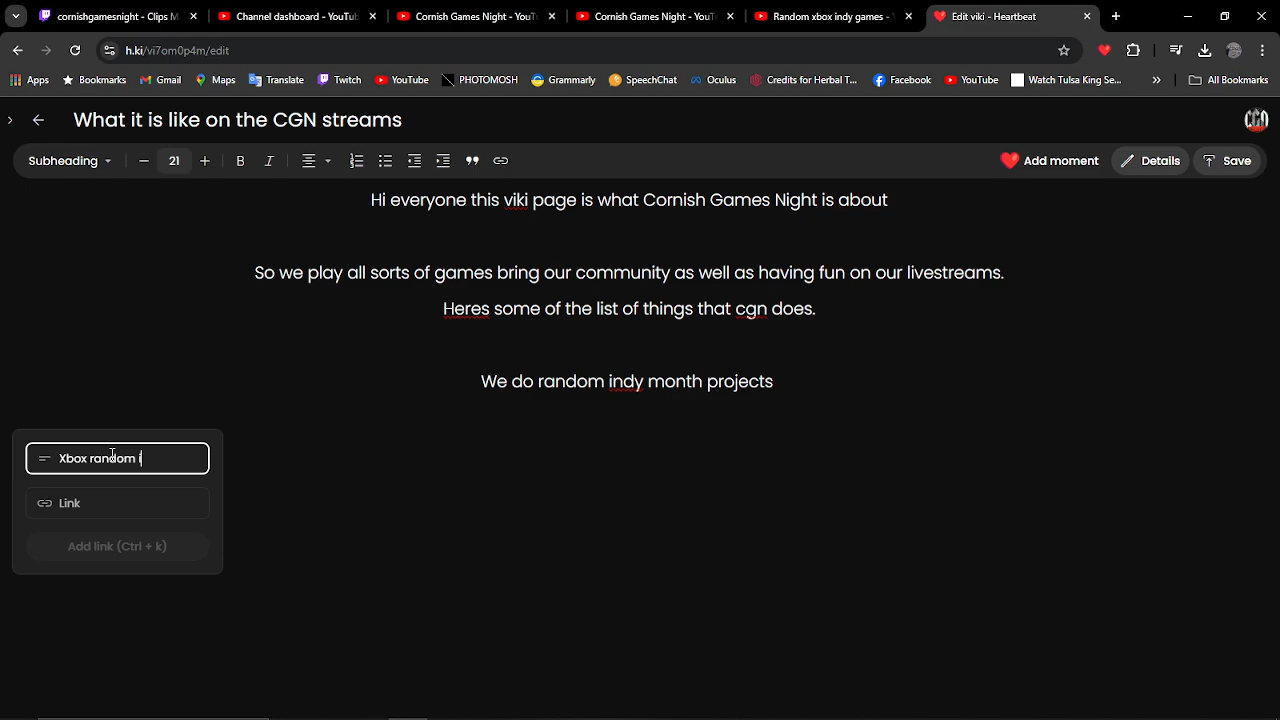 cornishgamesnight - Clips M
Channel dashboard - YouTu
Cornish Games Night - YouT
Cornish Games Night - YouT
Random xbox indy games -
Edit viki - Heartbeat
h.ki/vi7om0p4m/edit
Apps
Bookmarks
Gmail
Maps
Translate
Twitch
YouTube
PHOTOMOSH
Grammarly
SpeechChat
Oculus
Credits for Herbal T...
Facebook
YouTube
Watch Tulsa King Se...
»
All Bookmarks
What it is like on the CGN streams
CGN
Subheading
21
B
I
Add moment
Details
Save
Hi everyone this viki page is what Cornish Games Night is about
So we play all sorts of games bring our community as well as having fun on our livestreams.
Heres some of the list of things that cgn does.
We do random indy month projects
Xbox random i
Link
Add link (Ctrl + k)